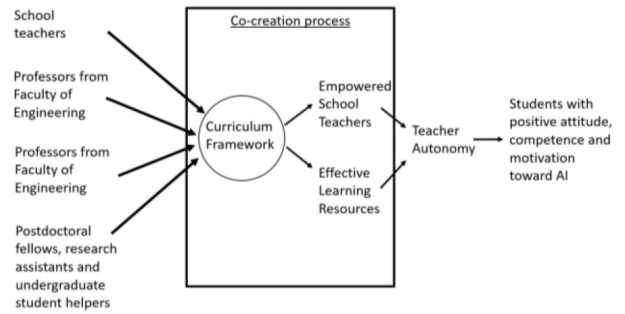 School
teachers
Professors from
Faculty of
Engineering
Professors from
Faculty of
Engineering
Postdoctoral
fellows, research
assistants and
undergraduate
student helpers
Co-creation process
Curriculum
Framework
Empowered
School
Teachers
Effective
Learning
Resources
Teacher
Autonomy
Students with
positive attitude,
competence and
motivation
toward AI